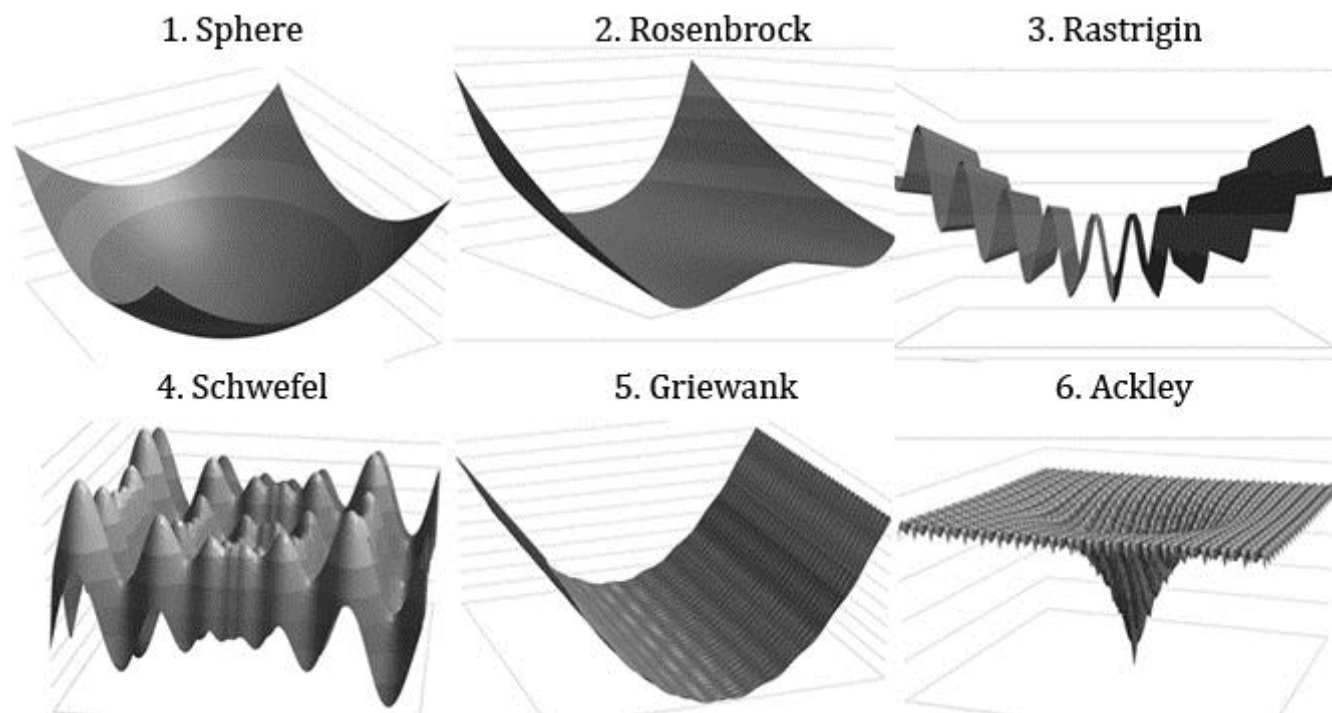 1. Sphere
2. Rosenbrock
3. Rastrigin
4. Schwefel
5. Griewank
6. Ackley